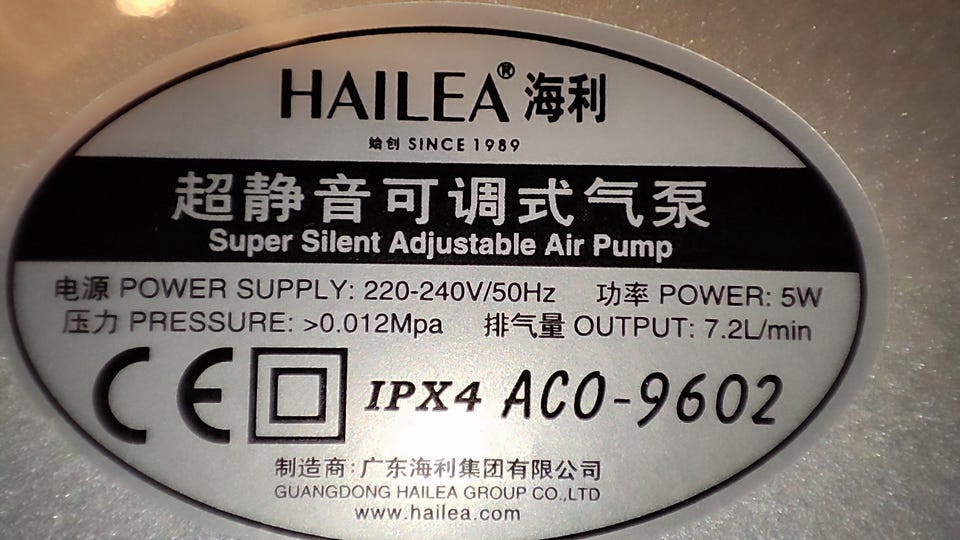 HAILEA® 海利
始创 SINCE 1989
超静音可调式气泵
Super Silent Adjustable Air Pump
电源 POWER SUPPLY: 220-240V/50Hz 功率 POWER: 5W
压力 PRESSURE: >0.012Mpa 排气量 OUTPUT: 7.2L/min
CE IPX4 ACO-9602
制造商: 广东海利集团有限公司
GUANGDONG HAILEA GROUP CO.,LTD
www.hailea.com